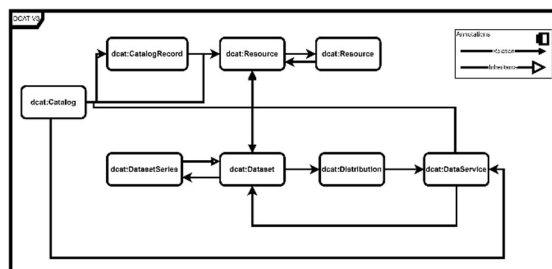 DCAT V3
Annotations
dcat:CatalogRecord
dcat:Resource
dcat:Resource
dcat:Catalog
dcat:DatasetSeries
dcat:Dataset
dcat:Distribution
dcat:DataService